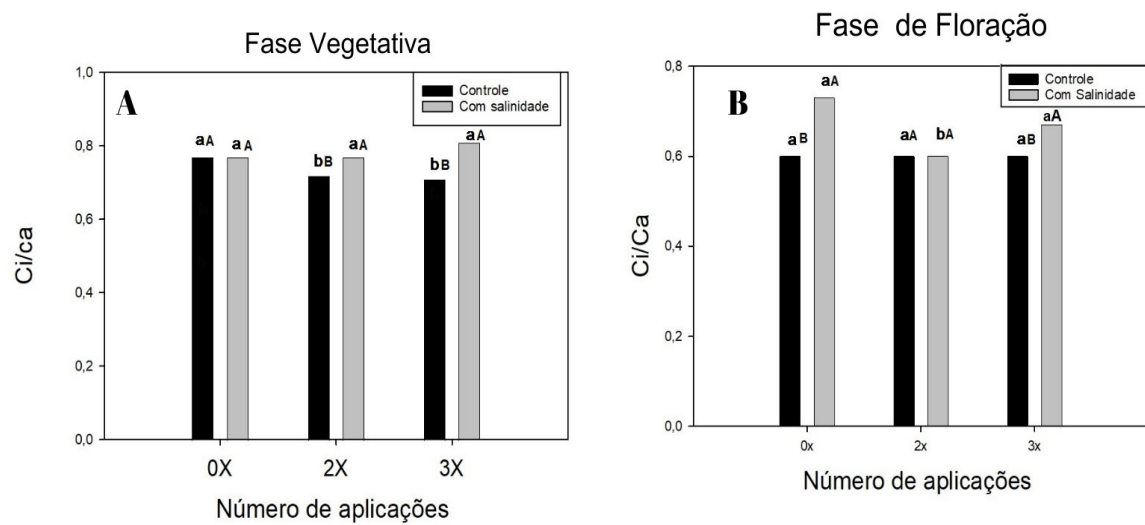 Fase Vegetativa
A
Controle
Com salinidade
1,0
0,8
0,6
0,4
0,2
0,0
Ci/ca
aA aA bB aA bB aA
0X 2X 3X
Número de aplicações
Fase de Floração
B
Controle
Com Salinidade
0,8
0,6
0,4
0,2
0,0
Ci/Ca
aB aA aA bA aB aA
0x 2x 3x
Número de aplicações